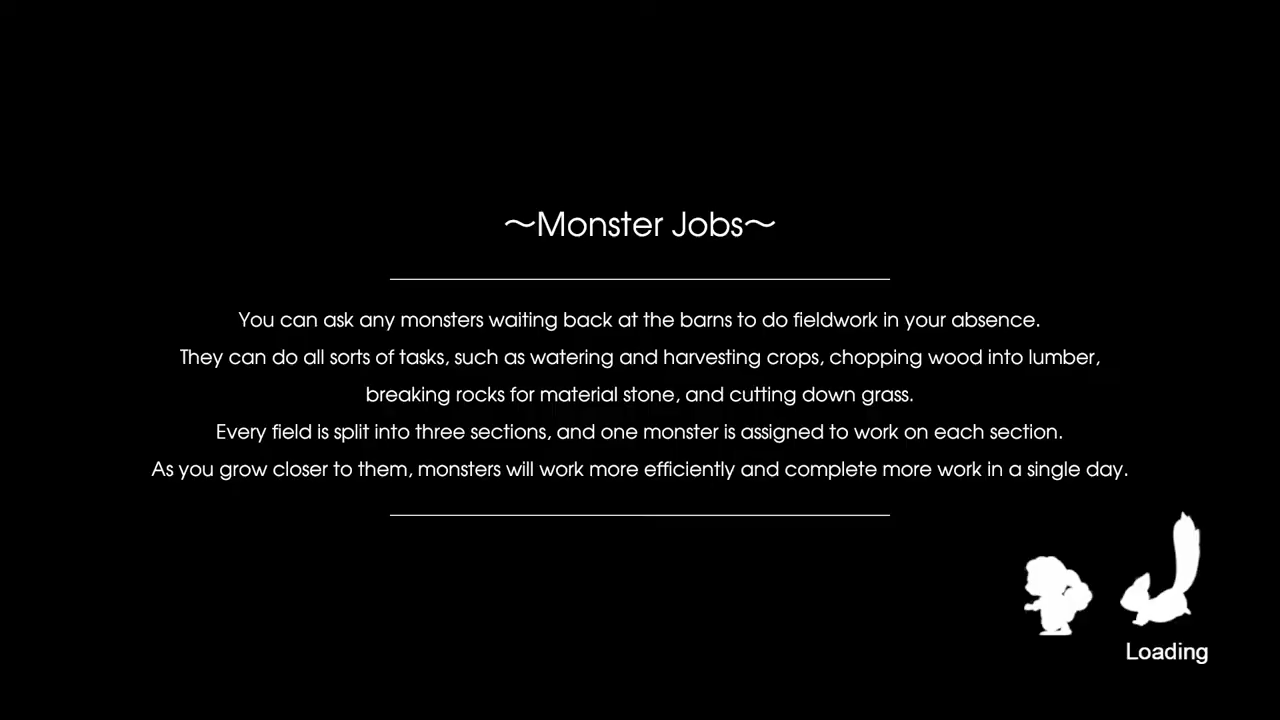 ～Monster Jobs～
You can ask any monsters waiting back at the barns to do fieldwork in your absence.
They can do all sorts of tasks, such as watering and harvesting crops, chopping wood into lumber,
breaking rocks for material stone, and cutting down grass.
Every field is split into three sections, and one monster is assigned to work on each section.
As you grow closer to them, monsters will work more efficiently and complete more work in a single day.
Loading